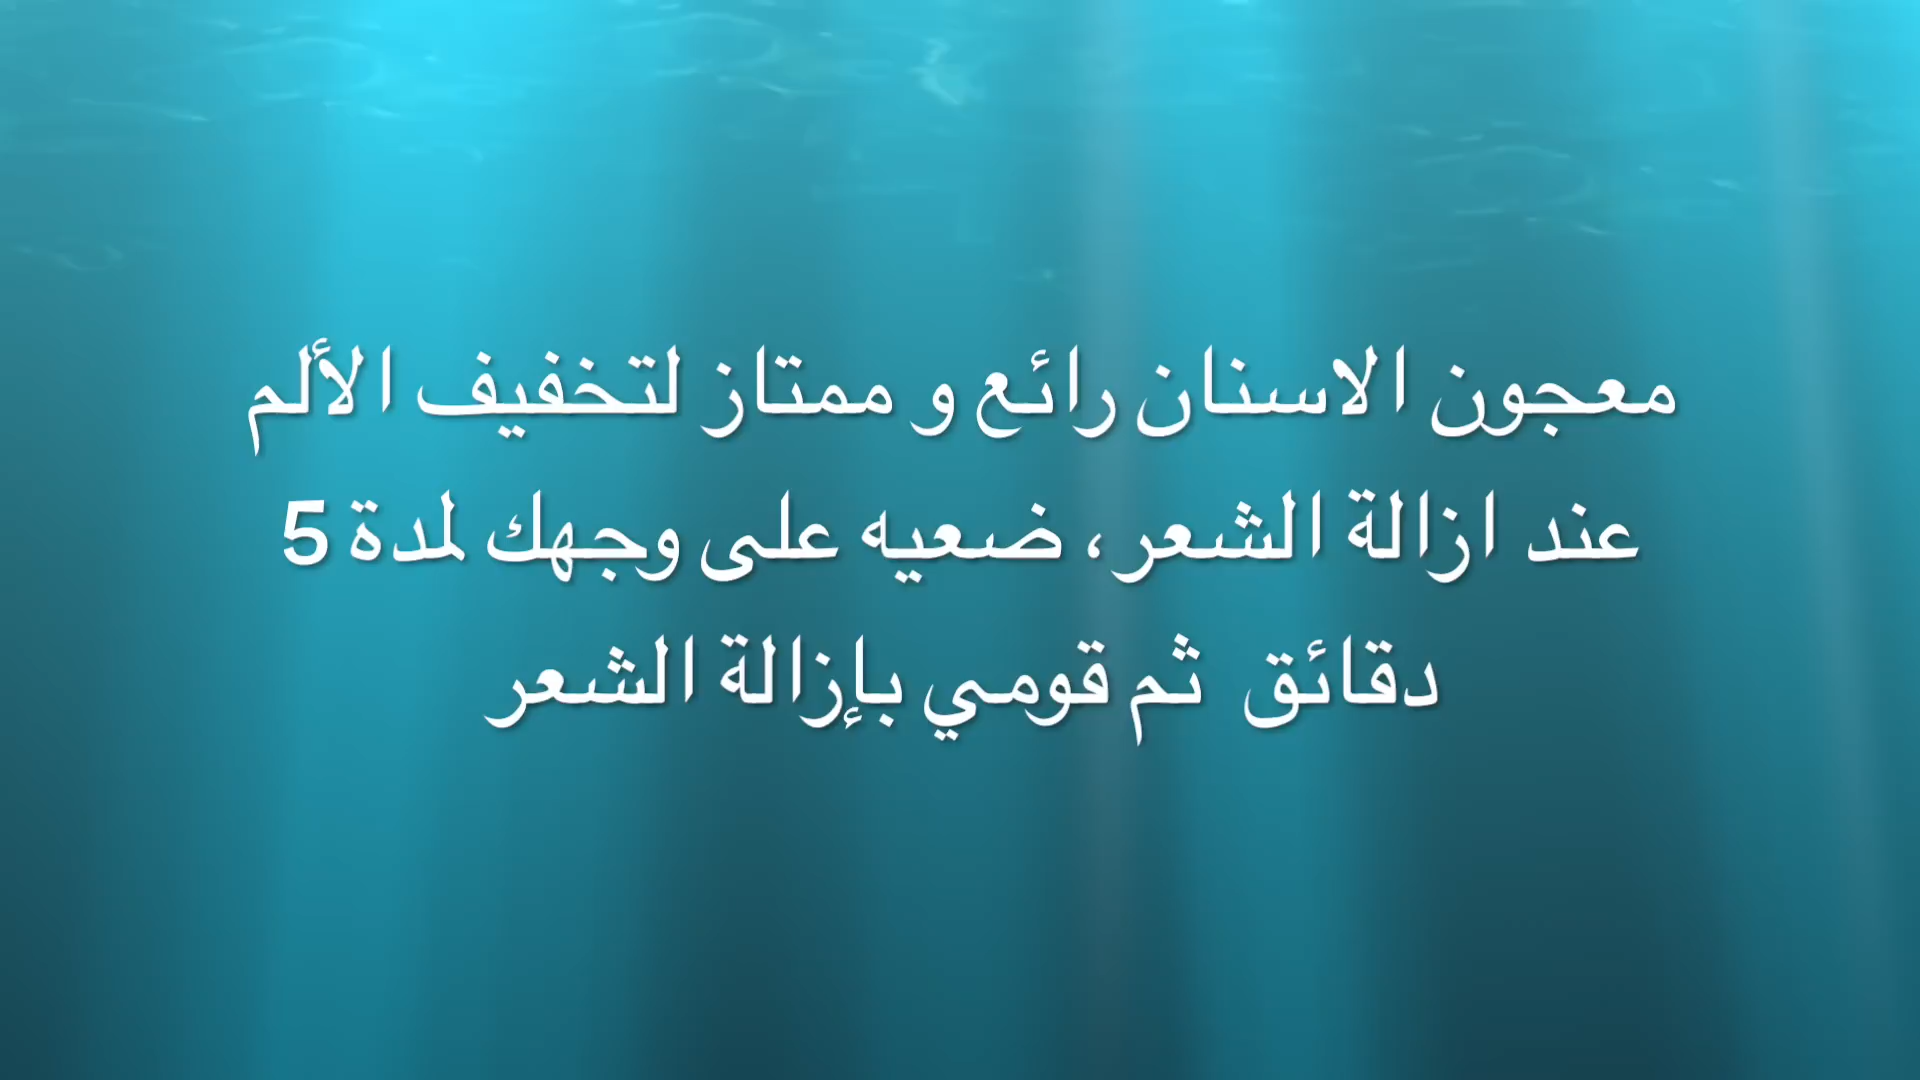 معجون الاسنان رائع و ممتاز لتخفيف الألم
عند ازالة الشعر، ضعيه على وجهك لمدة 5
دقائق ثم قومي بإزالة الشعر